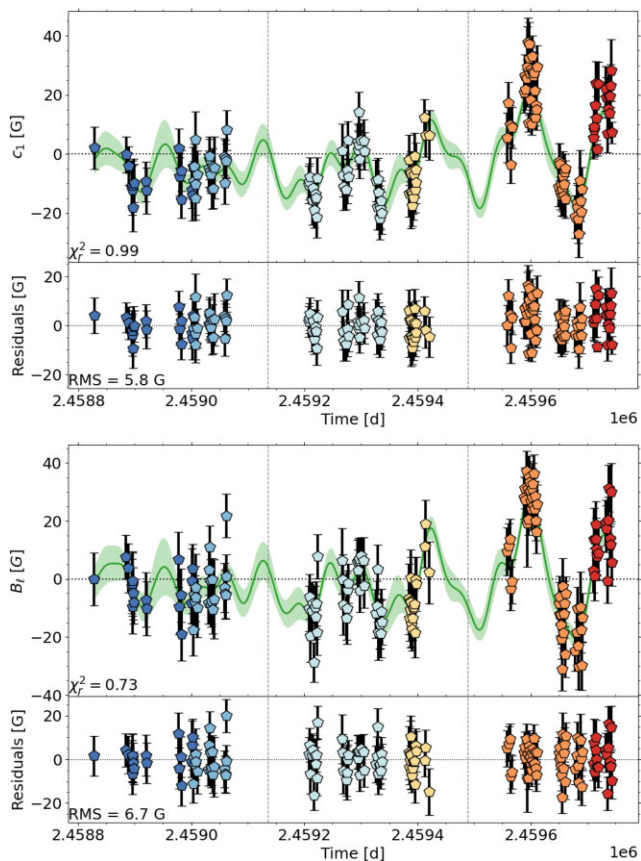 40
20
0
−20
c₁ [G]
χ²ᵣ = 0.99
20
0
−20
Residuals [G]
RMS = 5.8 G
2.4588 2.4590 2.4592 2.4594 2.4596
Time [d] 1e6
40
20
0
−20
−40
Bℓ [G]
χ²ᵣ = 0.73
20
0
−20
Residuals [G]
RMS = 6.7 G
2.4588 2.4590 2.4592 2.4594 2.4596
Time [d] 1e6